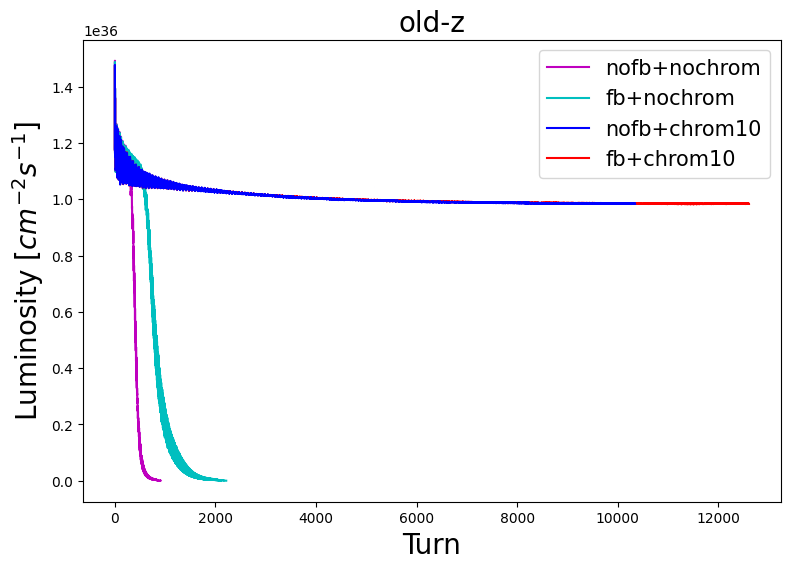 old-z
1e36
nofb+nochrom
fb+nochrom
nofb+chrom10
fb+chrom10
Luminosity [cm⁻²s⁻¹]
1.4
1.2
1.0
0.8
0.6
0.4
0.2
0.0
0 2000 4000 6000 8000 10000 12000
Turn